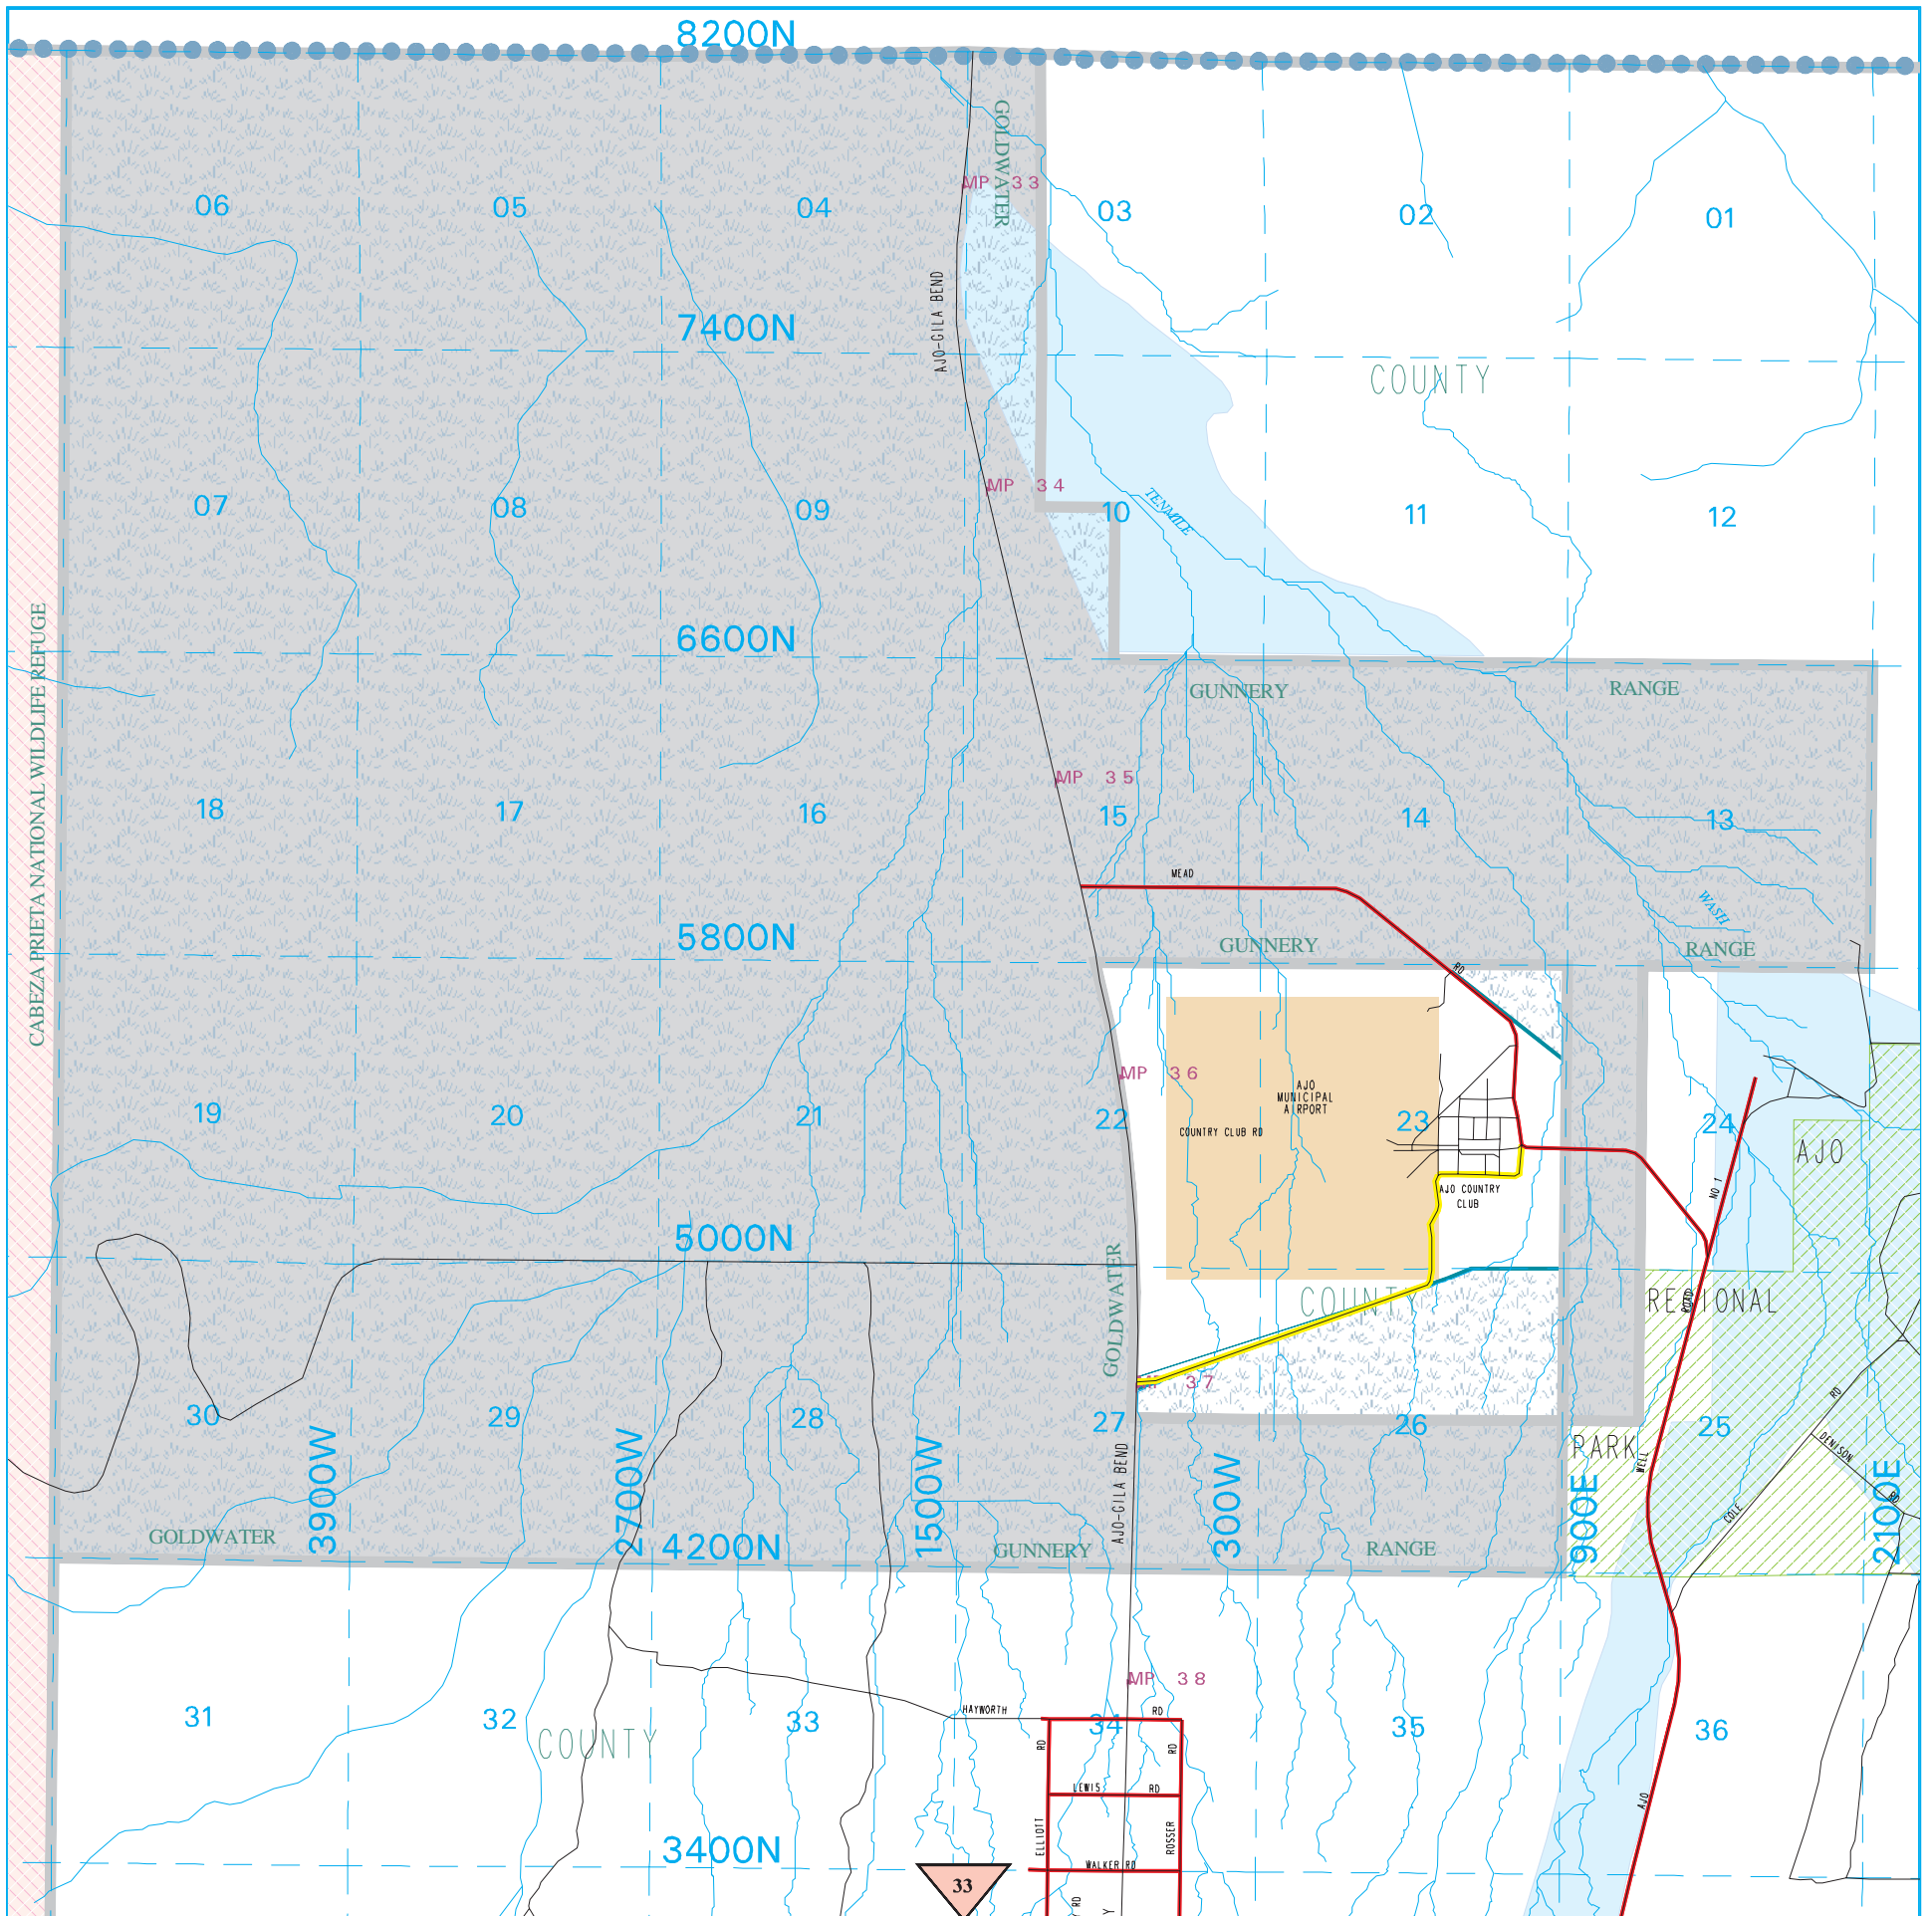 8200N
GOLDWATER
MP 33
06
05
04
03
02
01
AJO-GILA BEND
7400N
COUNTY
MP 34
07
08
09
10
TENMILE
11
12
CABEZA PRIETA NATIONAL WILDLIFE REFUGE
6600N
GUNNERY
RANGE
MP 35
18
17
16
15
14
13
MEAD
WASH
5800N
GUNNERY
RD
RANGE
MP 36
AJO
MUNICIPAL
AIRPORT
19
20
21
22
COUNTRY CLUB RD
23
24
AJO
AJO COUNTRY
CLUB
NO 1
5000N
GOLDWATER
COUNTY
ROAD
REGIONAL
37
30
29
28
27
26
25
RD
PARK
DENISON
RD
WELL
COLE
3900W
2700W
1500W
AJO-GILA BEND
300W
900E
2100E
GOLDWATER
4200N
GUNNERY
RANGE
MP 38
31
32
33
HAYWORTH
RD
34
35
36
COUNTY
RD
RD
LEWIS
RD
AJO
ELLIOTT
ROSSER
3400N
WALKER RD
33
RD
Y